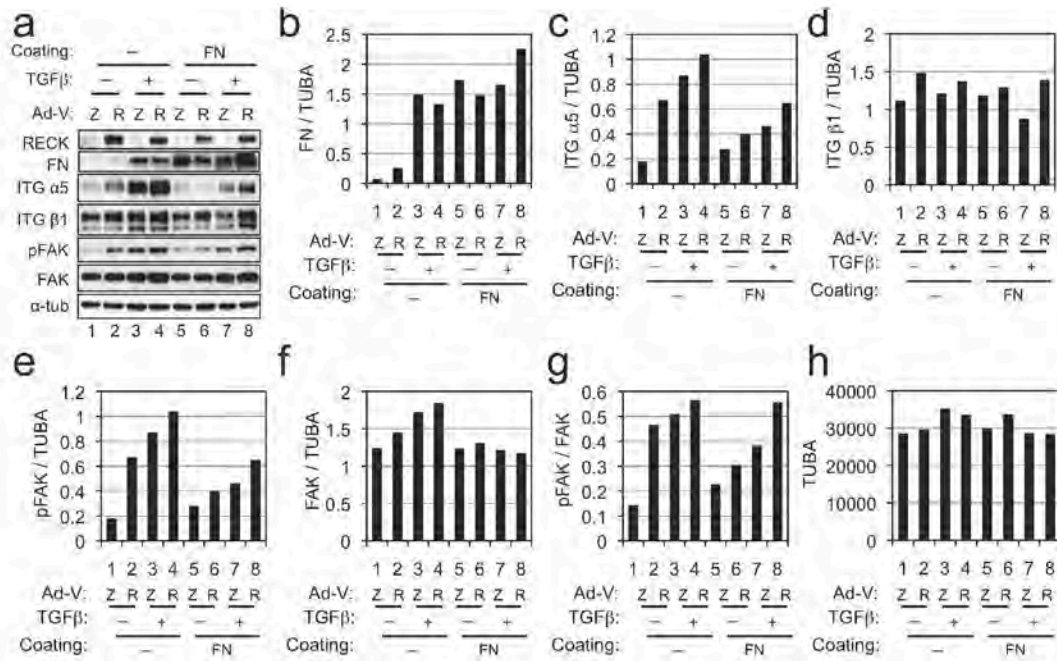 a
Coating: – FN
TGFβ: – + – +
Ad-V: Z R Z R Z R Z R
RECK
FN
ITG α5
ITG β1
pFAK
FAK
α-tub
1 2 3 4 5 6 7 8
b
FN / TUBA
2.5
2
1.5
1
0.5
0
1 2 3 4 5 6 7 8
Ad-V: Z R Z R Z R Z R
TGFβ: – + – +
Coating: – FN
c
ITG α5 / TUBA
1.2
1
0.8
0.6
0.4
0.2
0
1 2 3 4 5 6 7 8
Ad-V: Z R Z R Z R Z R
TGFβ: – + – +
Coating: – FN
d
ITG β1 / TUBA
2
1.5
1
0.5
0
1 2 3 4 5 6 7 8
Ad-V: Z R Z R Z R Z R
TGFβ: – + – +
Coating: – FN
e
pFAK / TUBA
1.2
1
0.8
0.6
0.4
0.2
0
1 2 3 4 5 6 7 8
Ad-V: Z R Z R Z R Z R
TGFβ: – + – +
Coating: – FN
f
FAK / TUBA
2
1.5
1
0.5
0
1 2 3 4 5 6 7 8
Ad-V: Z R Z R Z R Z R
TGFβ: – + – +
Coating: – FN
g
pFAK / FAK
0.6
0.5
0.4
0.3
0.2
0.1
0
1 2 3 4 5 6 7 8
Ad-V: Z R Z R Z R Z R
TGFβ: – + – +
Coating: – FN
h
TUBA
40000
30000
20000
10000
0
1 2 3 4 5 6 7 8
Ad-V: Z R Z R Z R Z R
TGFβ: – + – +
Coating: – FN